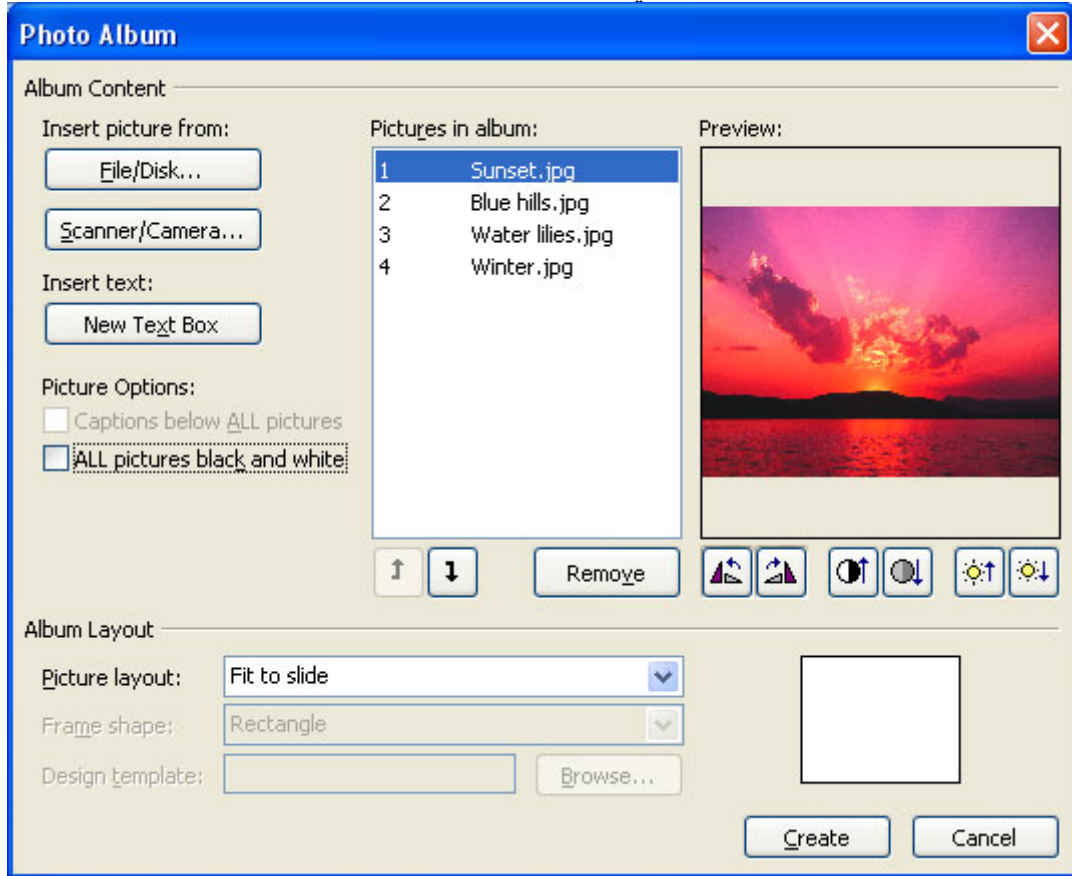 Photo Album
Album Content
Insert picture from:
File/Disk...
Scanner/Camera...
Insert text:
New Text Box
Picture Options:
Captions below ALL pictures
ALL pictures black and white
Pictures in album:
1 Sunset.jpg
2 Blue hills.jpg
3 Water lilies.jpg
4 Winter.jpg
Remove
Preview:
Album Layout
Picture layout: Fit to slide
Frame shape: Rectangle
Design template: Browse...
Create Cancel